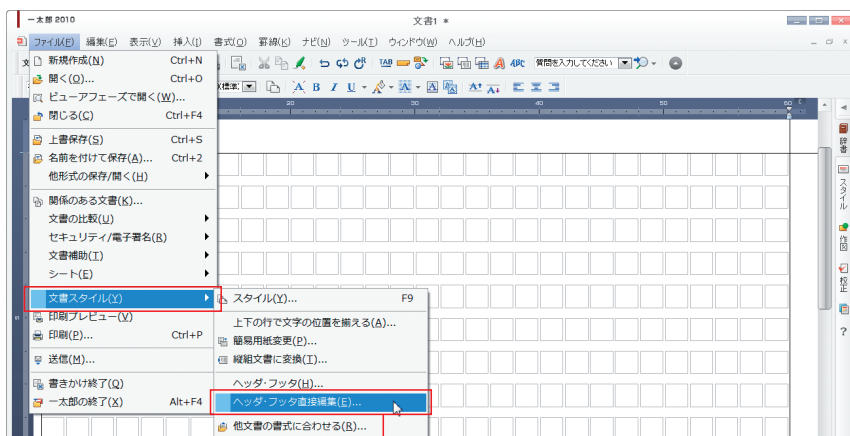 一太郎 2010
文書1 *
ファイル(F) 編集(E) 表示(V) 挿入(I) 書式(O) 罫線(K) ナビ(N) ツール(T) ウィンドウ(W) ヘルプ(H)
質問を入力してください
新規作成(N) Ctrl+N
開く(O)... Ctrl+O
ビューアフェーズで開く(W)...
閉じる(C) Ctrl+F4
上書保存(S) Ctrl+S
名前を付けて保存(A)... Ctrl+2
他形式の保存/開く(H)
関係のある文書(K)...
文書の比較(U)
セキュリティ/電子署名(R)
文書補助(T)
シート(E)
文書スタイル(Y)
印刷プレビュー(V)
印刷(P)... Ctrl+P
送信(M)...
書きかけ終了(Q)
一太郎の終了(X) Alt+F4
スタイル(Y)... F9
上下の行で文字の位置を揃える(A)...
簡易用紙変更(P)...
縦組文書に変換(T)...
ヘッダ・フッタ(H)...
ヘッダ・フッタ直接編集(E)...
他文書の書式に合わせる(R)...
20 30 40 50 60
辞書
スタイル
作図
校正